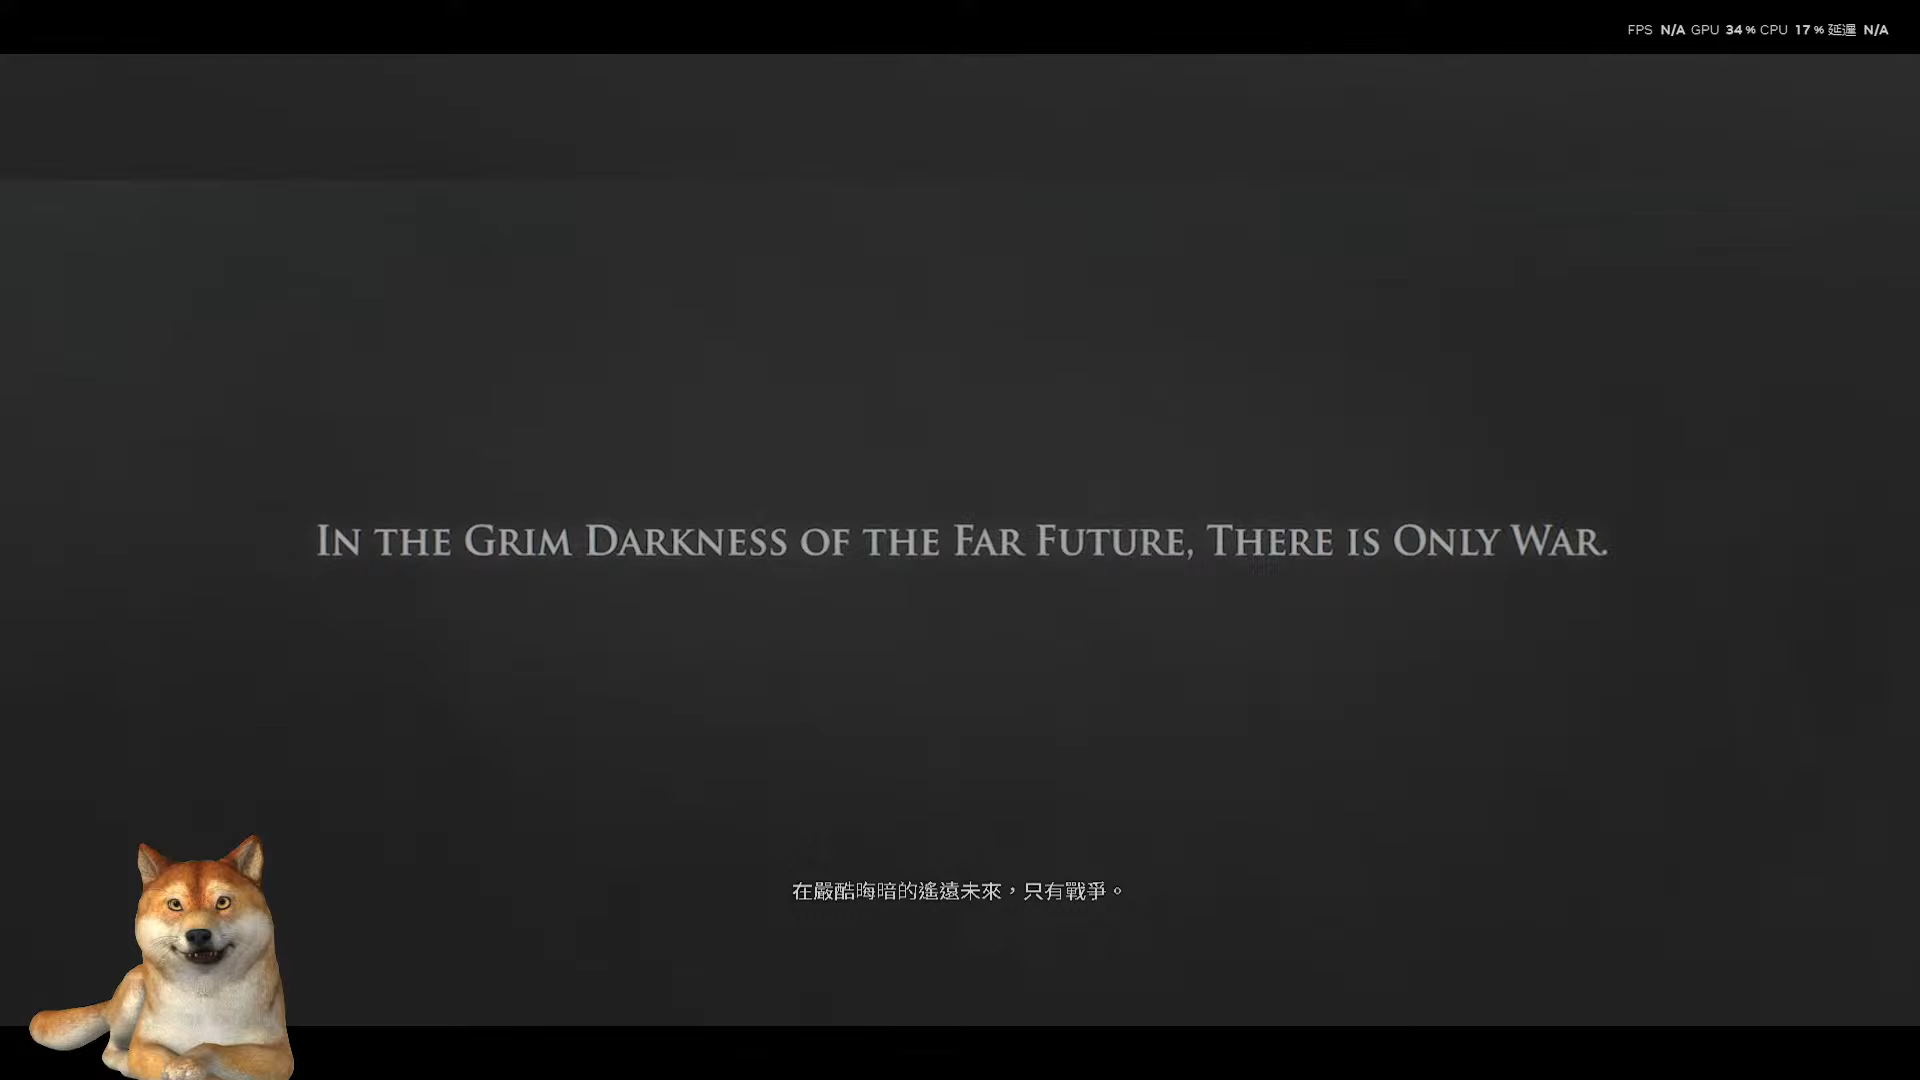 FPS N/A GPU 34 % CPU 17 % 延遲 N/A
In the Grim Darkness of the Far Future, There is Only War.
在嚴酷晦暗的遙遠未來，只有戰爭。